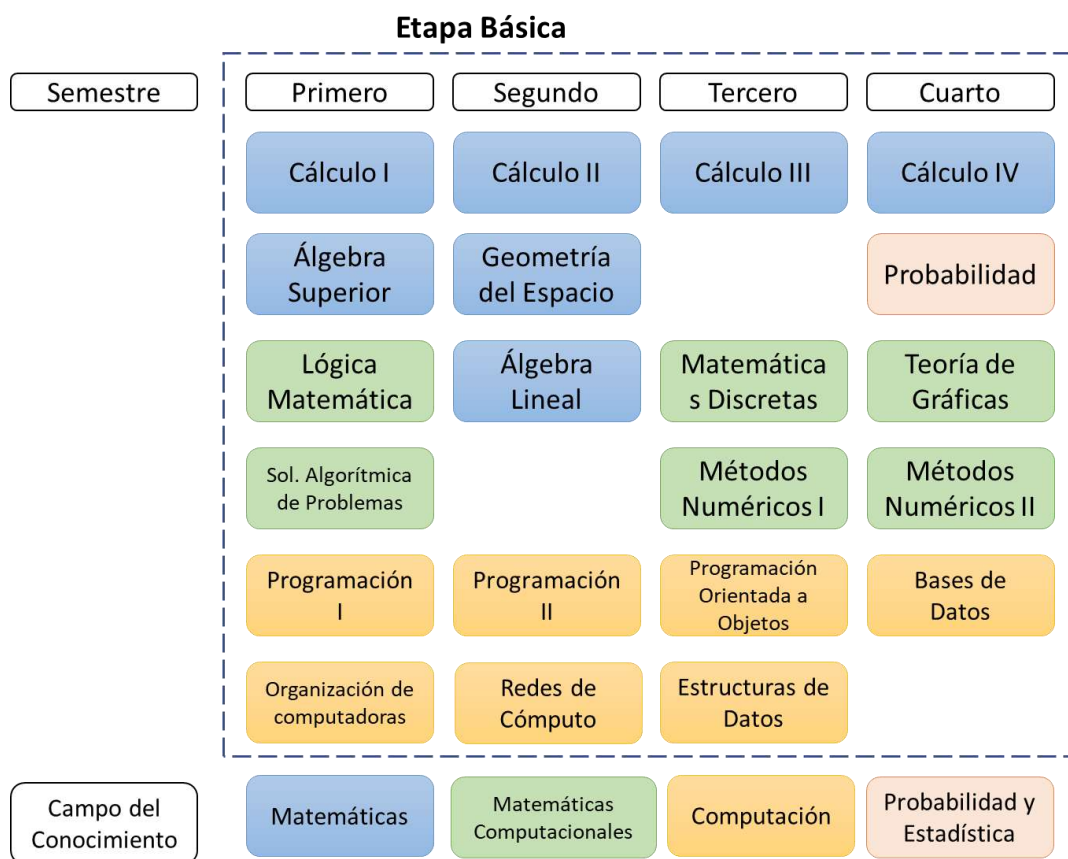 Etapa Básica
Semestre
Primero
Segundo
Tercero
Cuarto
Cálculo I
Cálculo II
Cálculo III
Cálculo IV
Álgebra
Superior
Geometría
del Espacio
Probabilidad
Lógica
Matemática
Álgebra
Lineal
Matemática
s Discretas
Teoría de
Gráficas
Sol. Algorítmica
de Problemas
Métodos
Numéricos I
Métodos
Numéricos II
Programación
I
Programación
II
Programación
Orientada a
Objetos
Bases de
Datos
Organización de
computadoras
Redes de
Cómputo
Estructuras de
Datos
Campo del
Conocimiento
Matemáticas
Matemáticas
Computacionales
Computación
Probabilidad y
Estadística